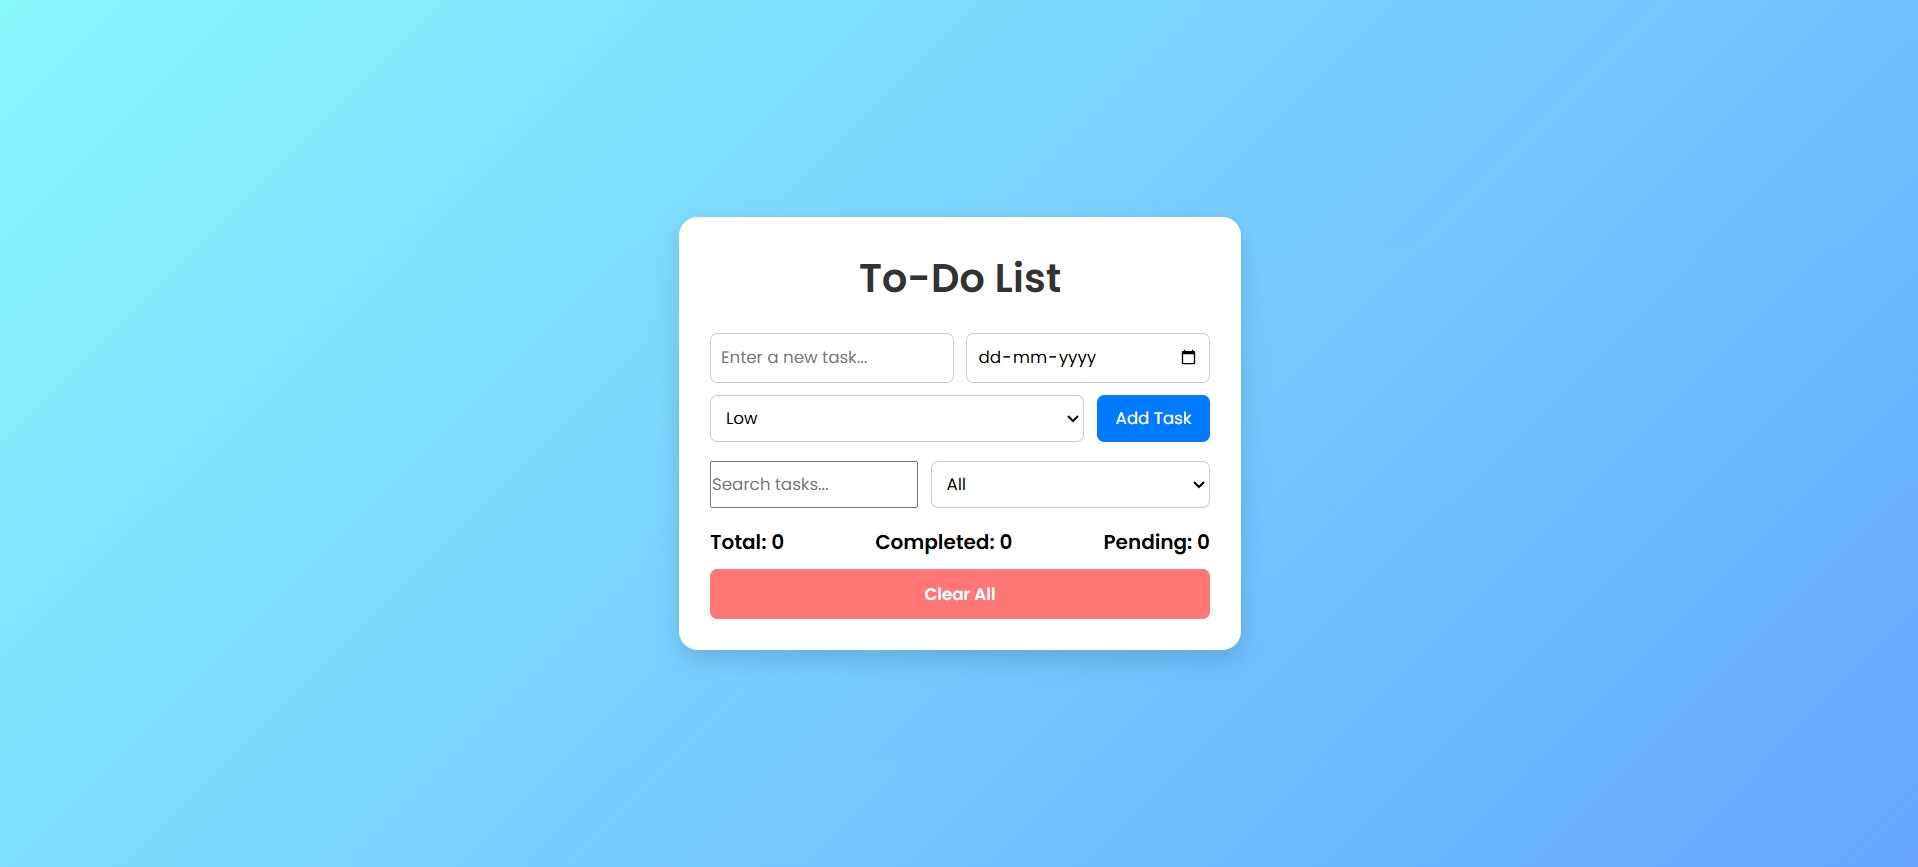 To-Do List
Enter a new task... dd-mm-yyyy
Low Add Task
Search tasks... All
Total: 0 Completed: 0 Pending: 0
Clear All